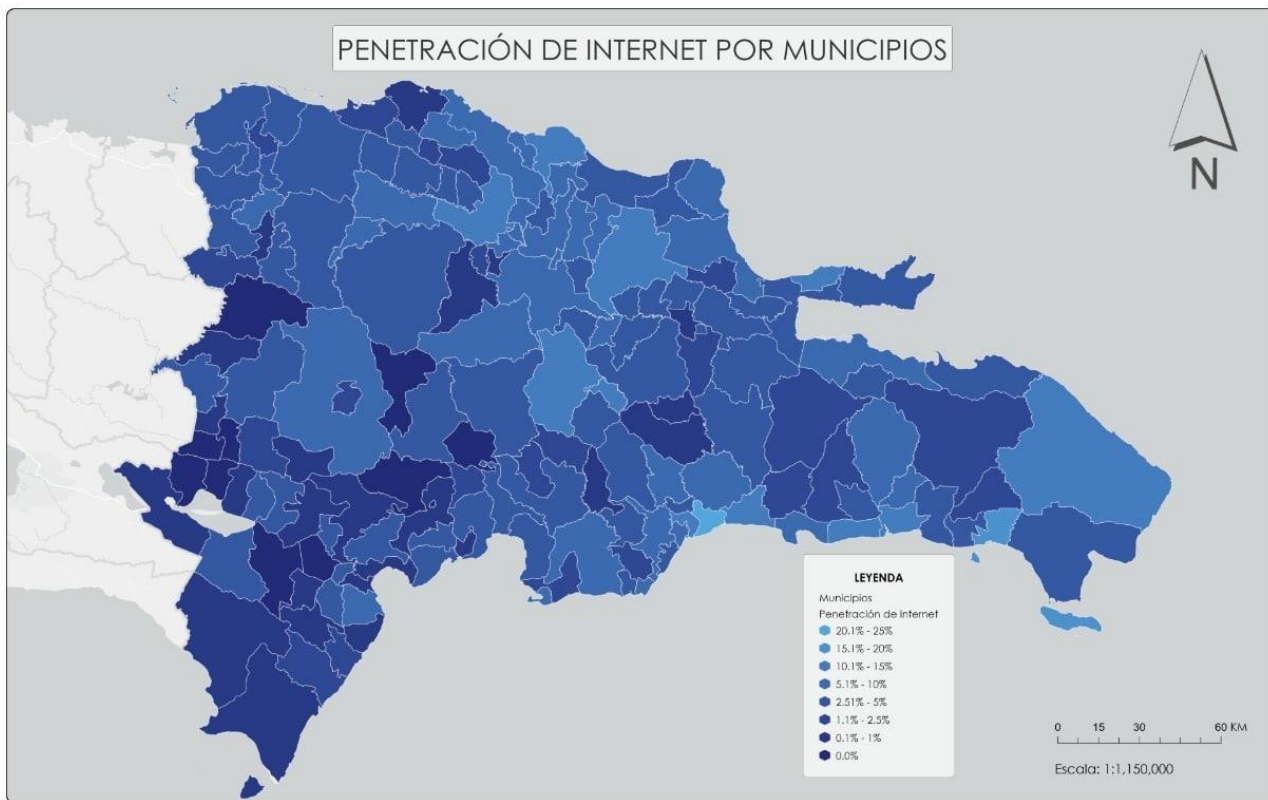 PENETRACIÓN DE INTERNET POR MUNICIPIOS
N
LEYENDA
Municipios
Penetración de internet
20.1% - 25%
15.1% - 20%
10.1% - 15%
5.1% - 10%
2.51% - 5%
1.1% - 2.5%
0.1% - 1%
0.0%
0 15 30 60 KM
Escala: 1:1,150,000